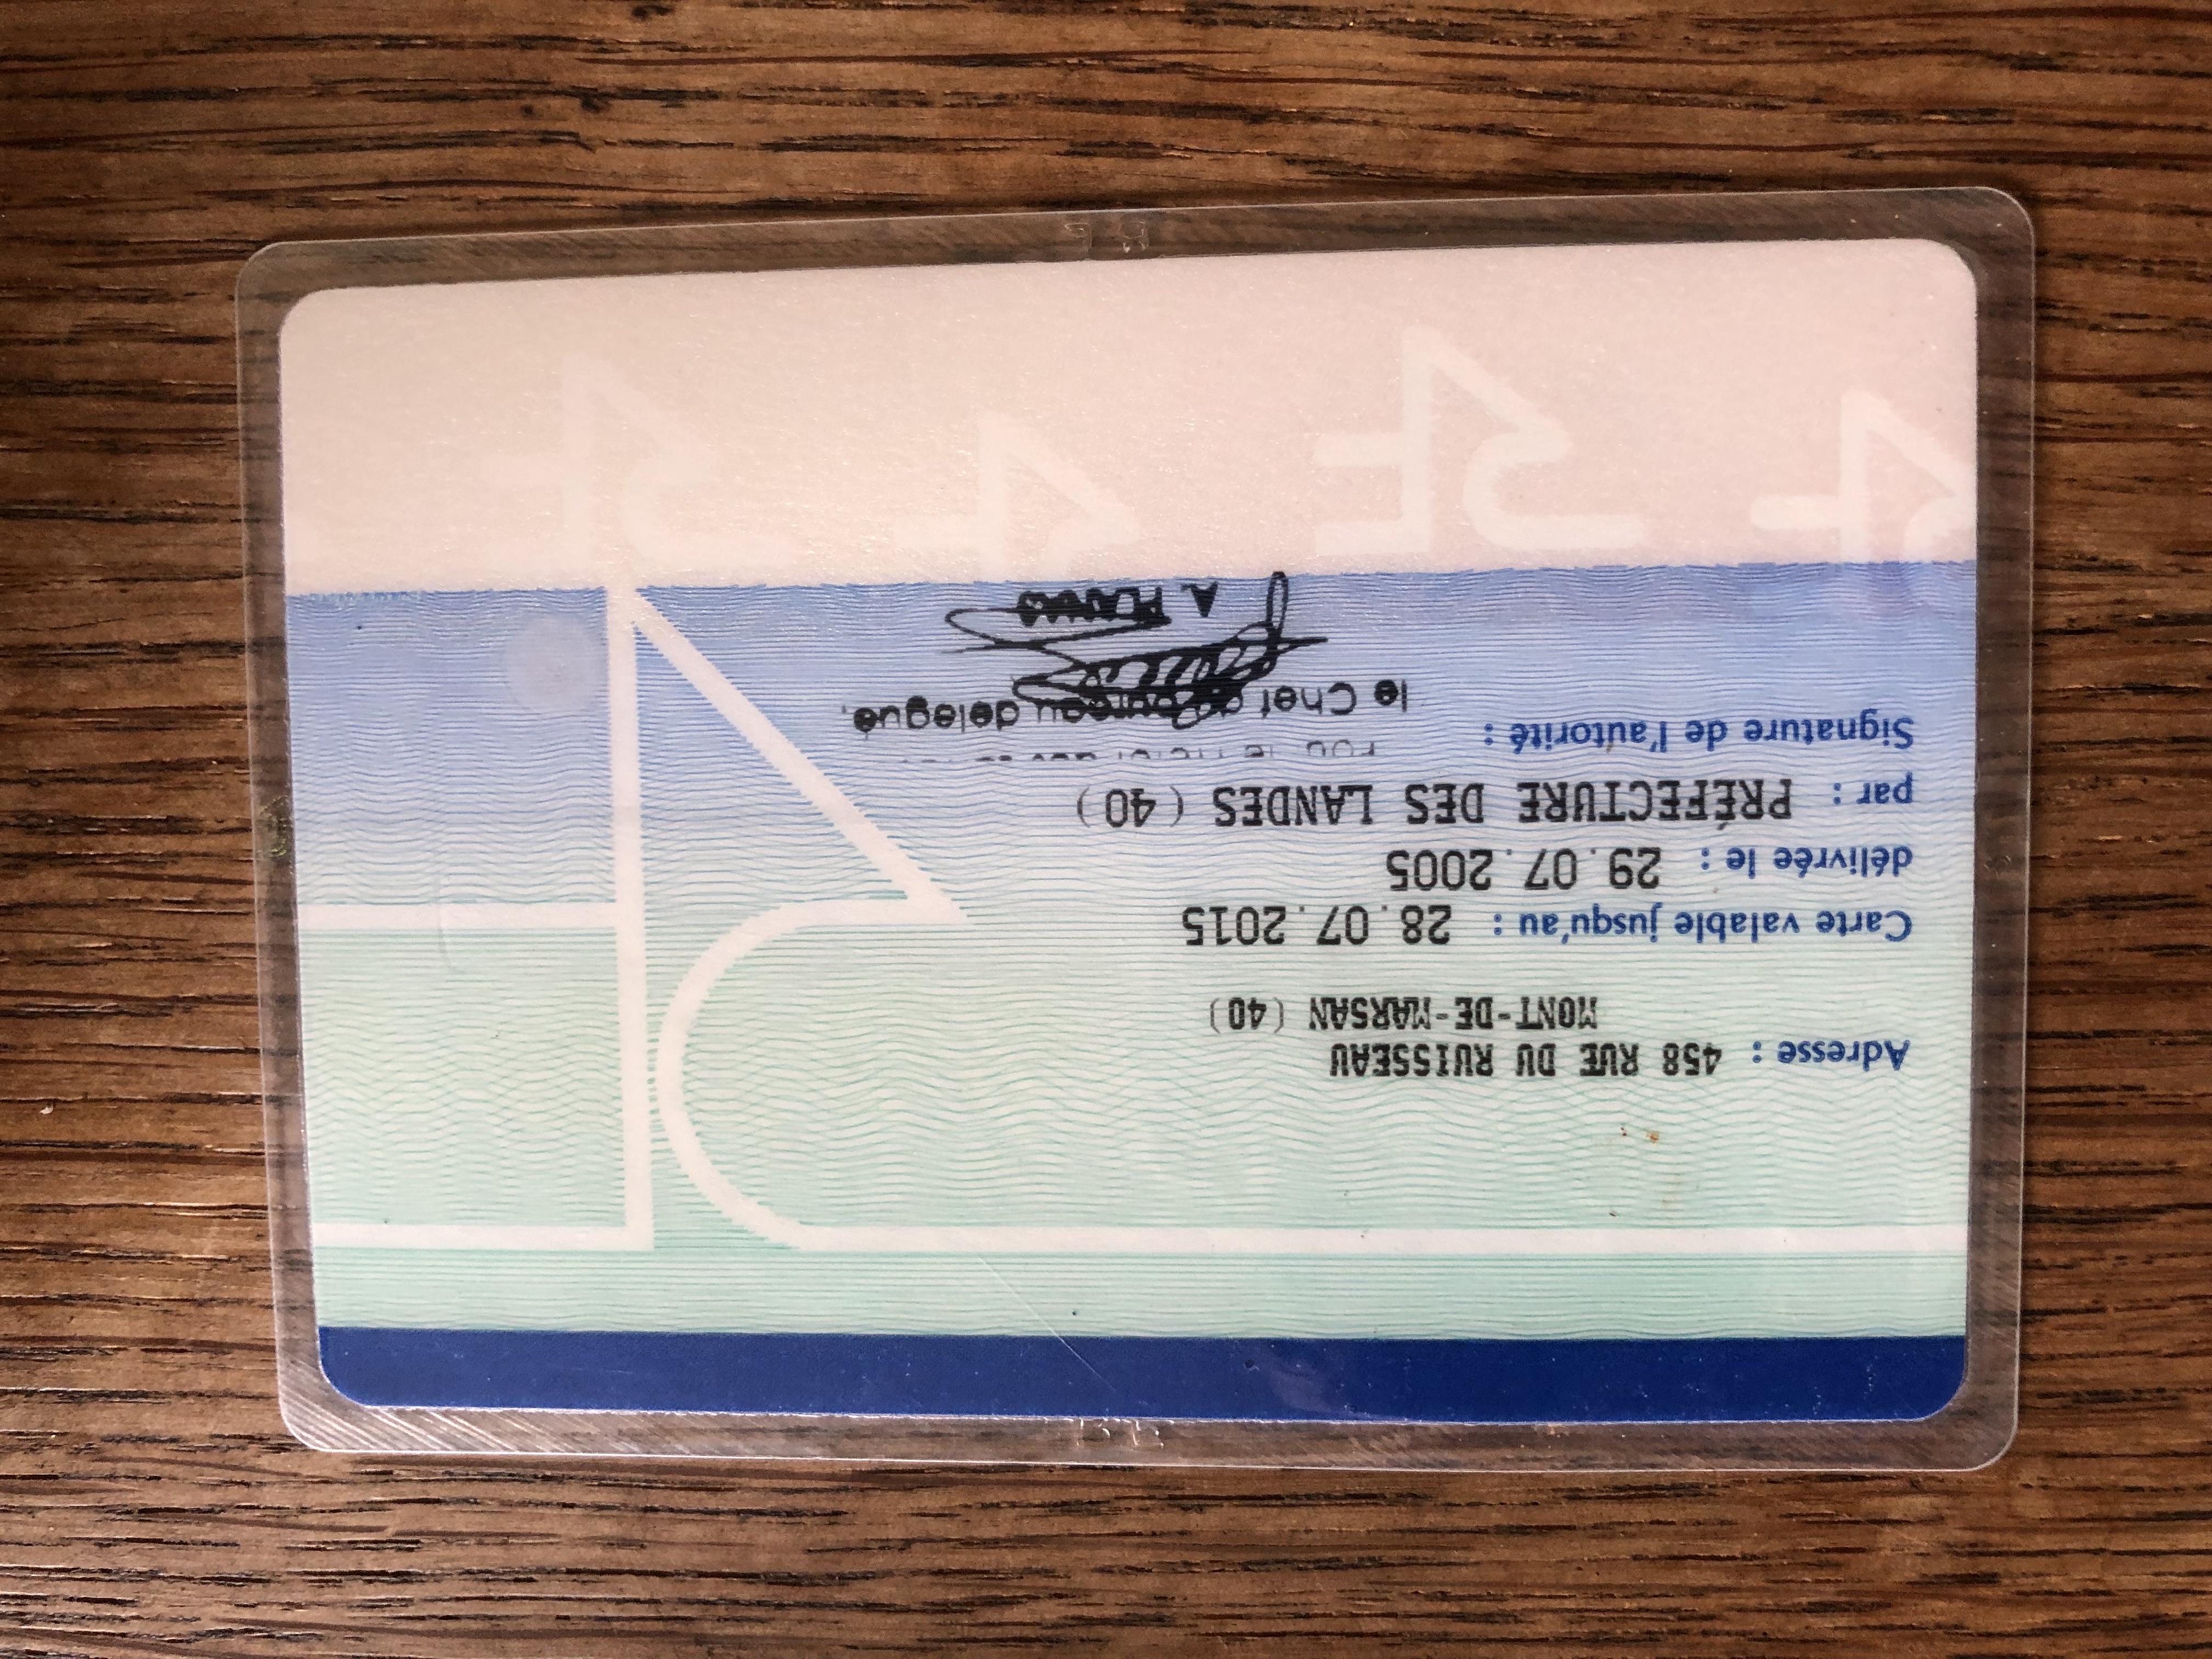 Adresse : 458 RUE DU RUISSEAU
MONT-DE-MARSAN (40)
Carte valable jusqu'au : 28.07.2015
délivrée le : 29.07.2005
par : PRÉFECTURE DES LANDES (40)
Signature de l'autorité :
le Chef bureau délégué,
A.